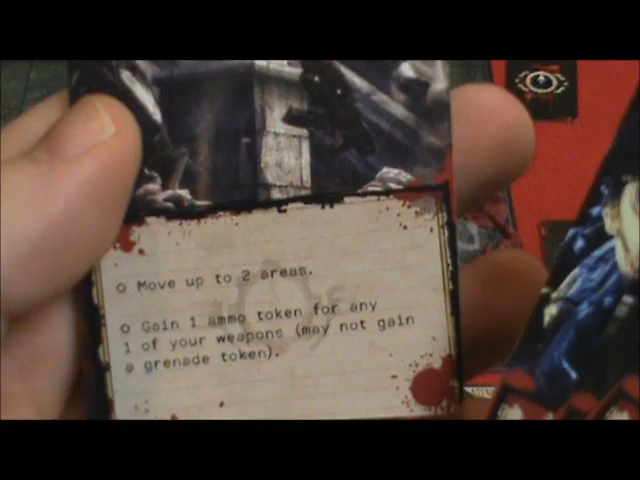 o Move up to 2 areas.
o Gain 1 ammo token for any
1 of your weapons (may not gain
a grenade token).